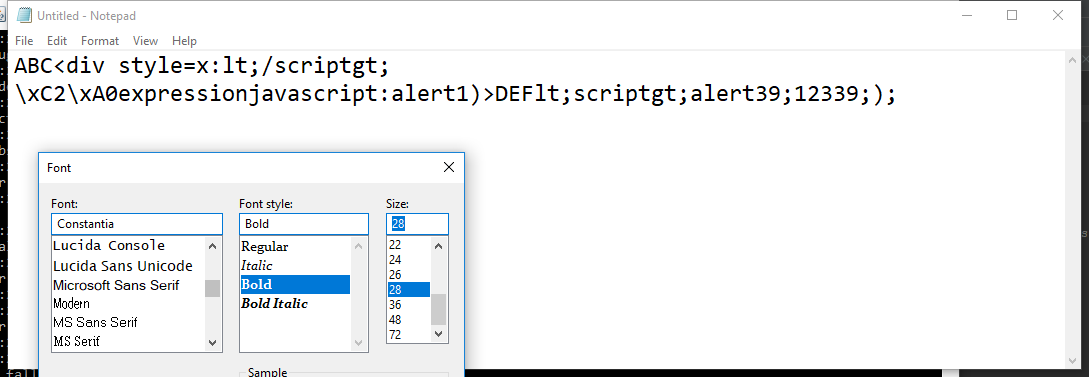 Untitled - Notepad
File Edit Format View Help
ABC<div style=x:lt;/scriptgt;
\xC2\xA0expressionjavascript:alert1)>DEFlt;scriptgt;alert39;12339;);
Font
Font: Font style: Size:
Constantia Bold 28
Lucida Console Regular 22
Lucida Sans Unicode Italic 24
Microsoft Sans Serif Bold 26
Modern Bold Italic 28
MS Sans Serif 36
MS Serif 48
72
Sample